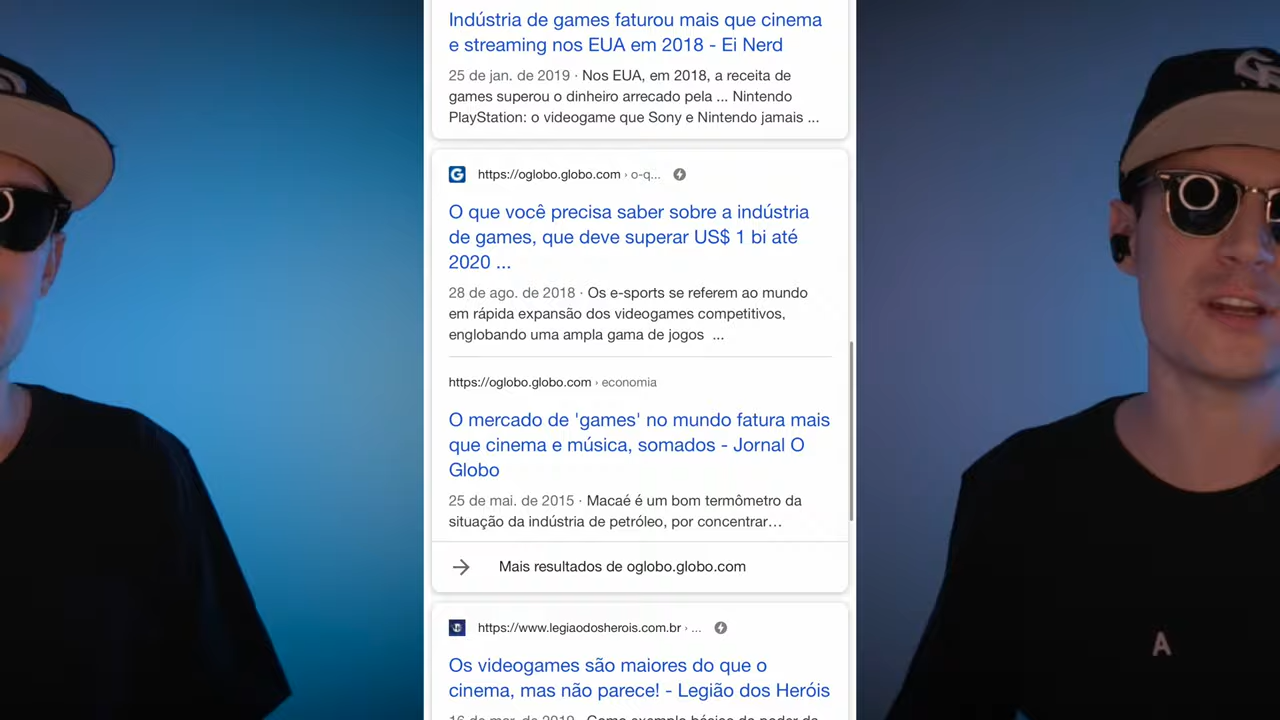 Indústria de games faturou mais que cinema
e streaming nos EUA em 2018 - Ei Nerd
25 de jan. de 2019 · Nos EUA, em 2018, a receita de
games superou o dinheiro arrecado pela ... Nintendo
PlayStation: o videogame que Sony e Nintendo jamais ...
G https://oglobo.globo.com › o-q...
O que você precisa saber sobre a indústria
de games, que deve superar US$ 1 bi até
2020 ...
28 de ago. de 2018 · Os e-sports se referem ao mundo
em rápida expansão dos videogames competitivos,
englobando uma ampla gama de jogos ...
https://oglobo.globo.com › economia
O mercado de 'games' no mundo fatura mais
que cinema e música, somados - Jornal O
Globo
25 de mai. de 2015 · Macaé é um bom termômetro da
situação da indústria de petróleo, por concentrar...
Mais resultados de oglobo.globo.com
https://www.legiaodosherois.com.br › ...
Os videogames são maiores do que o
cinema, mas não parece! - Legião dos Heróis
A